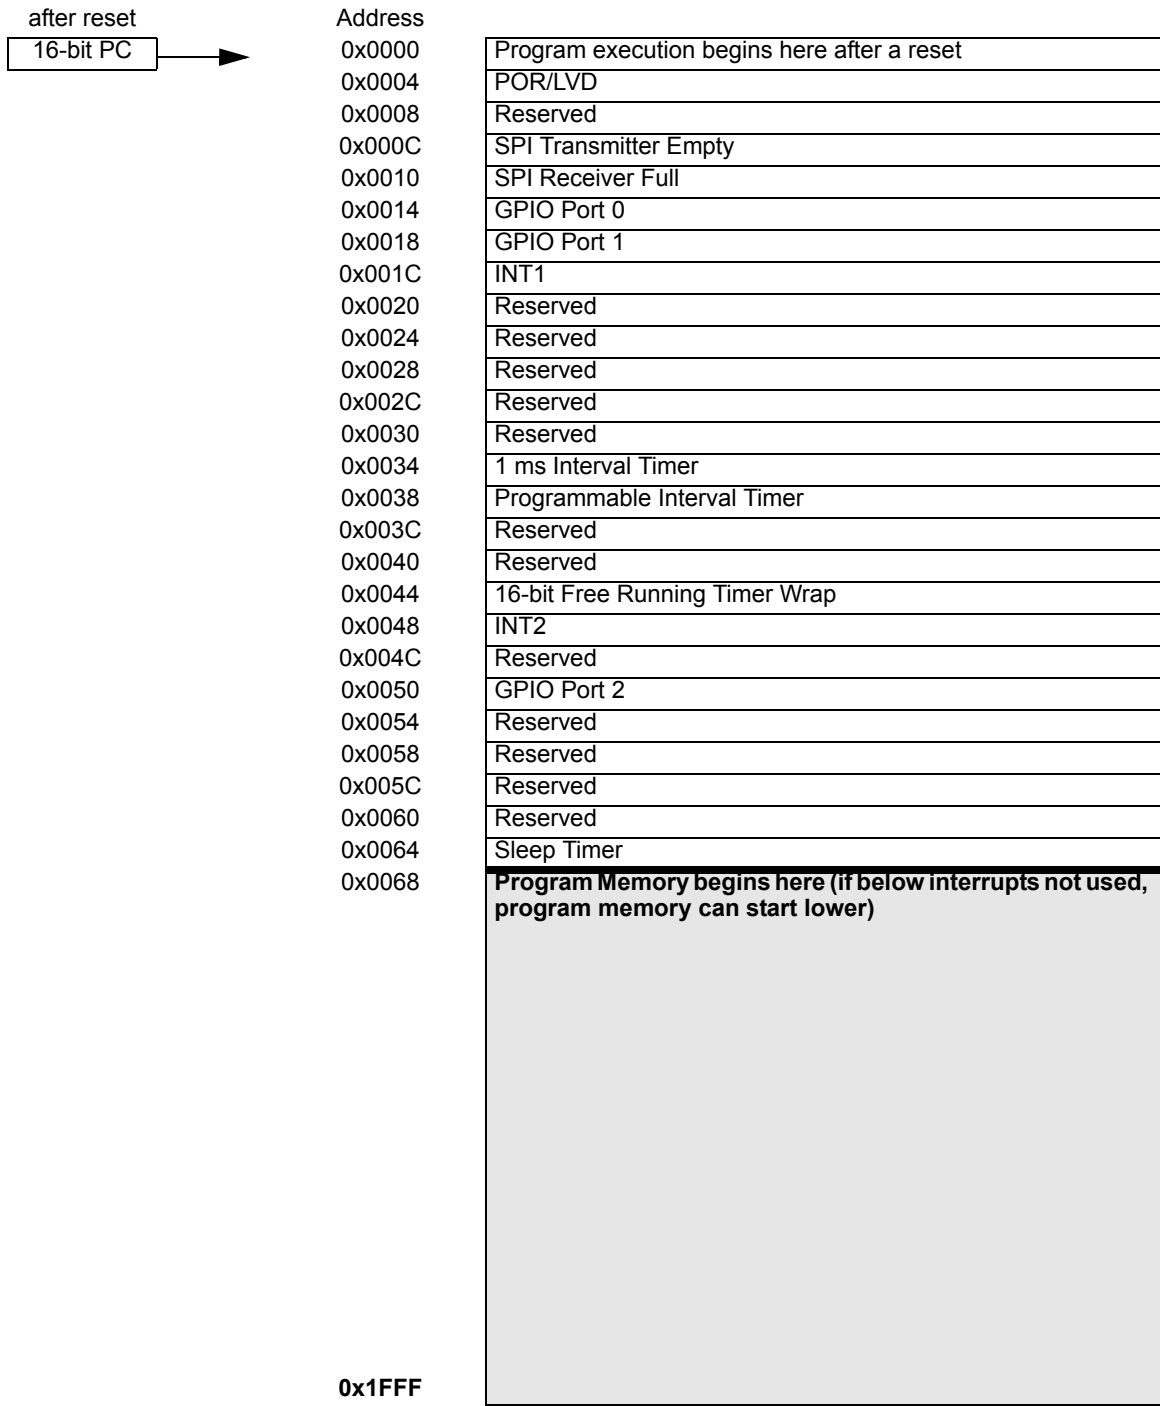 after reset Address
16-bit PC 0x0000 Program execution begins here after a reset
0x0004 POR/LVD
0x0008 Reserved
0x000C SPI Transmitter Empty
0x0010 SPI Receiver Full
0x0014 GPIO Port 0
0x0018 GPIO Port 1
0x001C INT1
0x0020 Reserved
0x0024 Reserved
0x0028 Reserved
0x002C Reserved
0x0030 Reserved
0x0034 1 ms Interval Timer
0x0038 Programmable Interval Timer
0x003C Reserved
0x0040 Reserved
0x0044 16-bit Free Running Timer Wrap
0x0048 INT2
0x004C Reserved
0x0050 GPIO Port 2
0x0054 Reserved
0x0058 Reserved
0x005C Reserved
0x0060 Reserved
0x0064 Sleep Timer
0x0068 Program Memory begins here (if below interrupts not used,
program memory can start lower)
0x1FFF